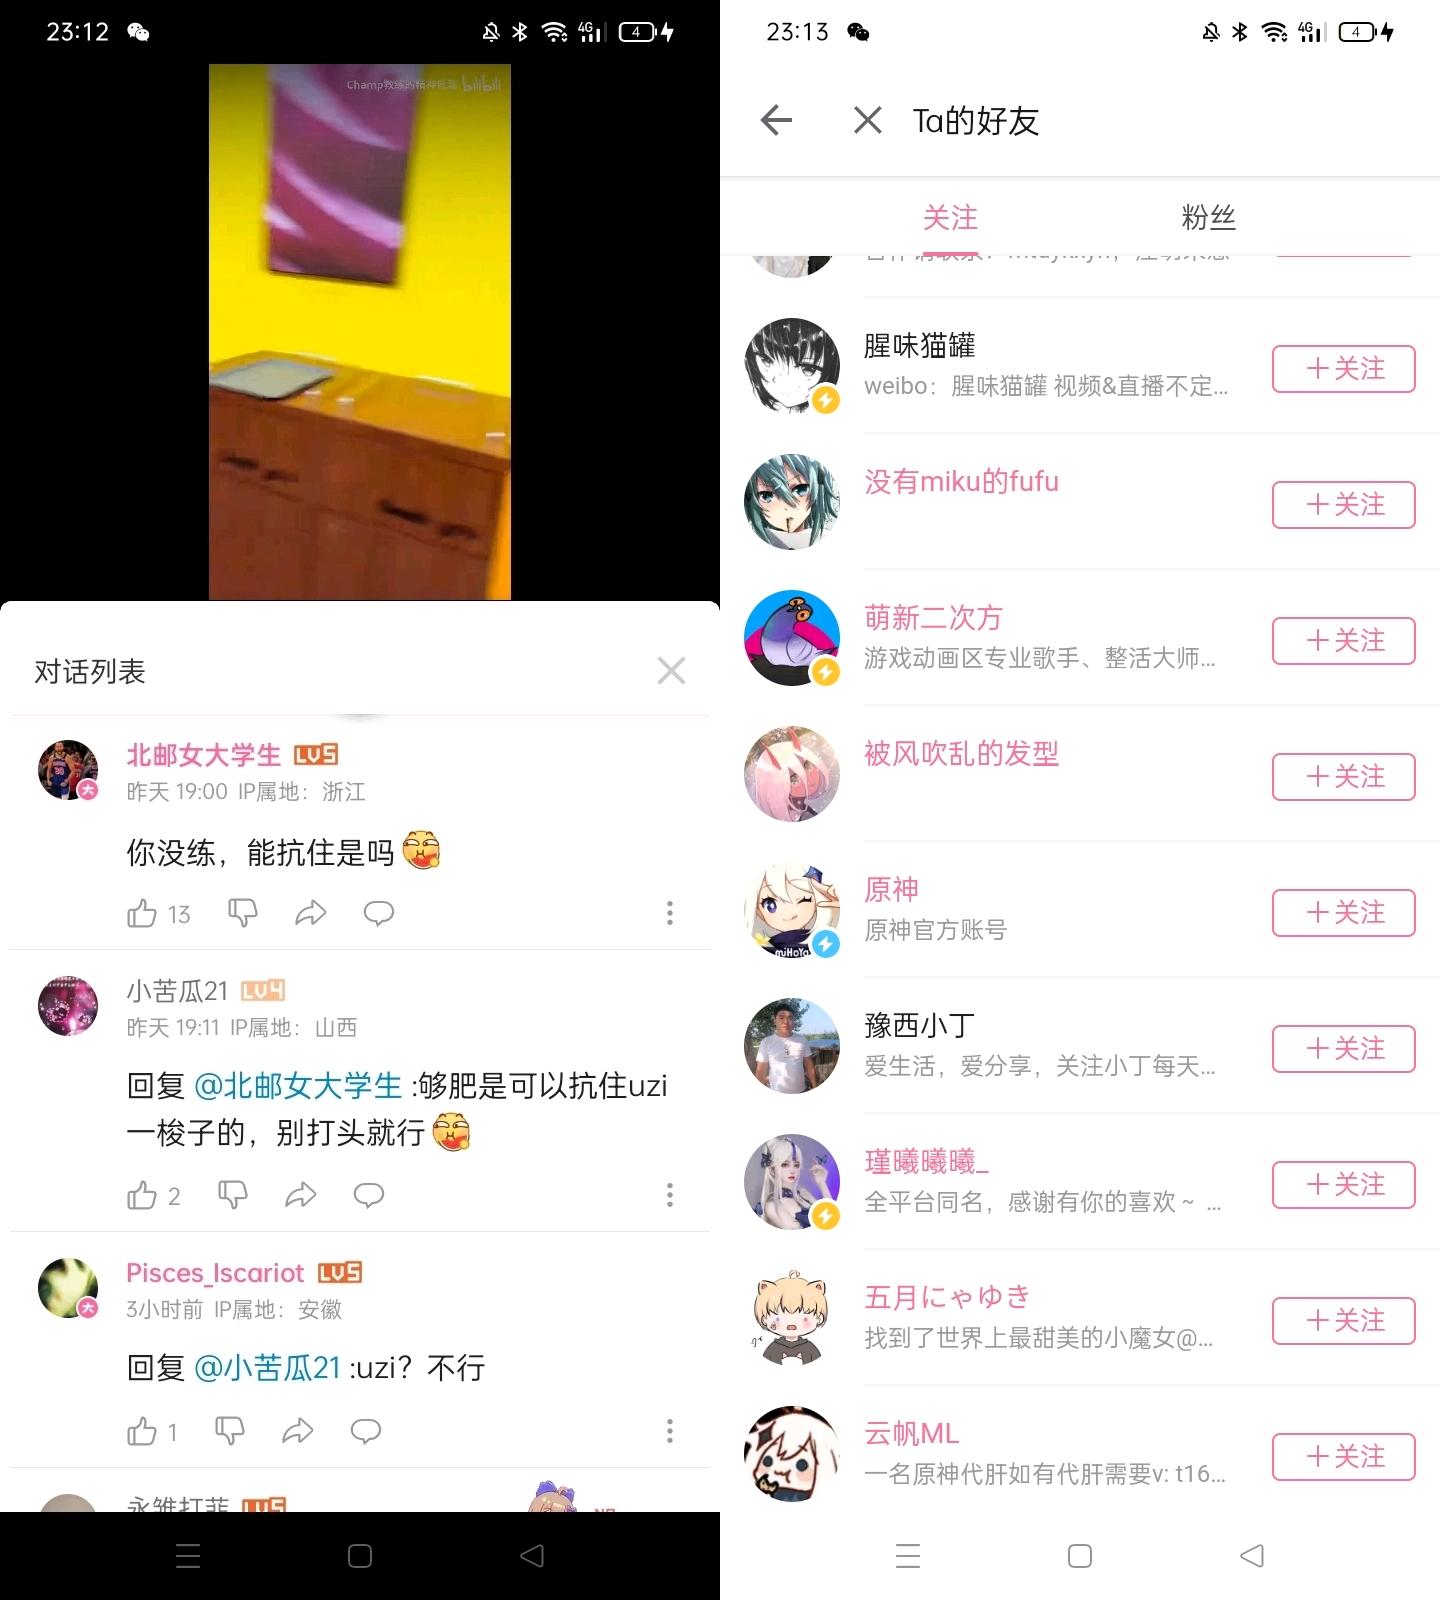 23:12
4G
4
Champ教练的精神能量 bilibili
对话列表
北邮女大学生 LV5
大
昨天 19:00 IP属地：浙江
你没练，能抗住是吗
13
小苦瓜21 LV4
昨天 19:11 IP属地：山西
回复 @北邮女大学生 :够肥是可以抗住uzi
一梭子的，别打头就行
2
Pisces_Iscariot LV5
大
3小时前 IP属地：安徽
回复 @小苦瓜21 :uzi？不行
1
LV5
23:13
4G
4
Ta的好友
关注
粉丝
腥味猫罐
weibo：腥味猫罐 视频&直播不定...
＋关注
没有miku的fufu
＋关注
萌新二次方
游戏动画区专业歌手、整活大师...
＋关注
被风吹乱的发型
＋关注
原神
原神官方账号
miHoYo
＋关注
豫西小丁
爱生活，爱分享，关注小丁每天...
＋关注
瑾曦曦曦_
全平台同名，感谢有你的喜欢 ~ ...
＋关注
五月にゃゆき
找到了世界上最甜美的小魔女@...
＋关注
云帆ML
一名原神代肝如有代肝需要v: t16...
＋关注